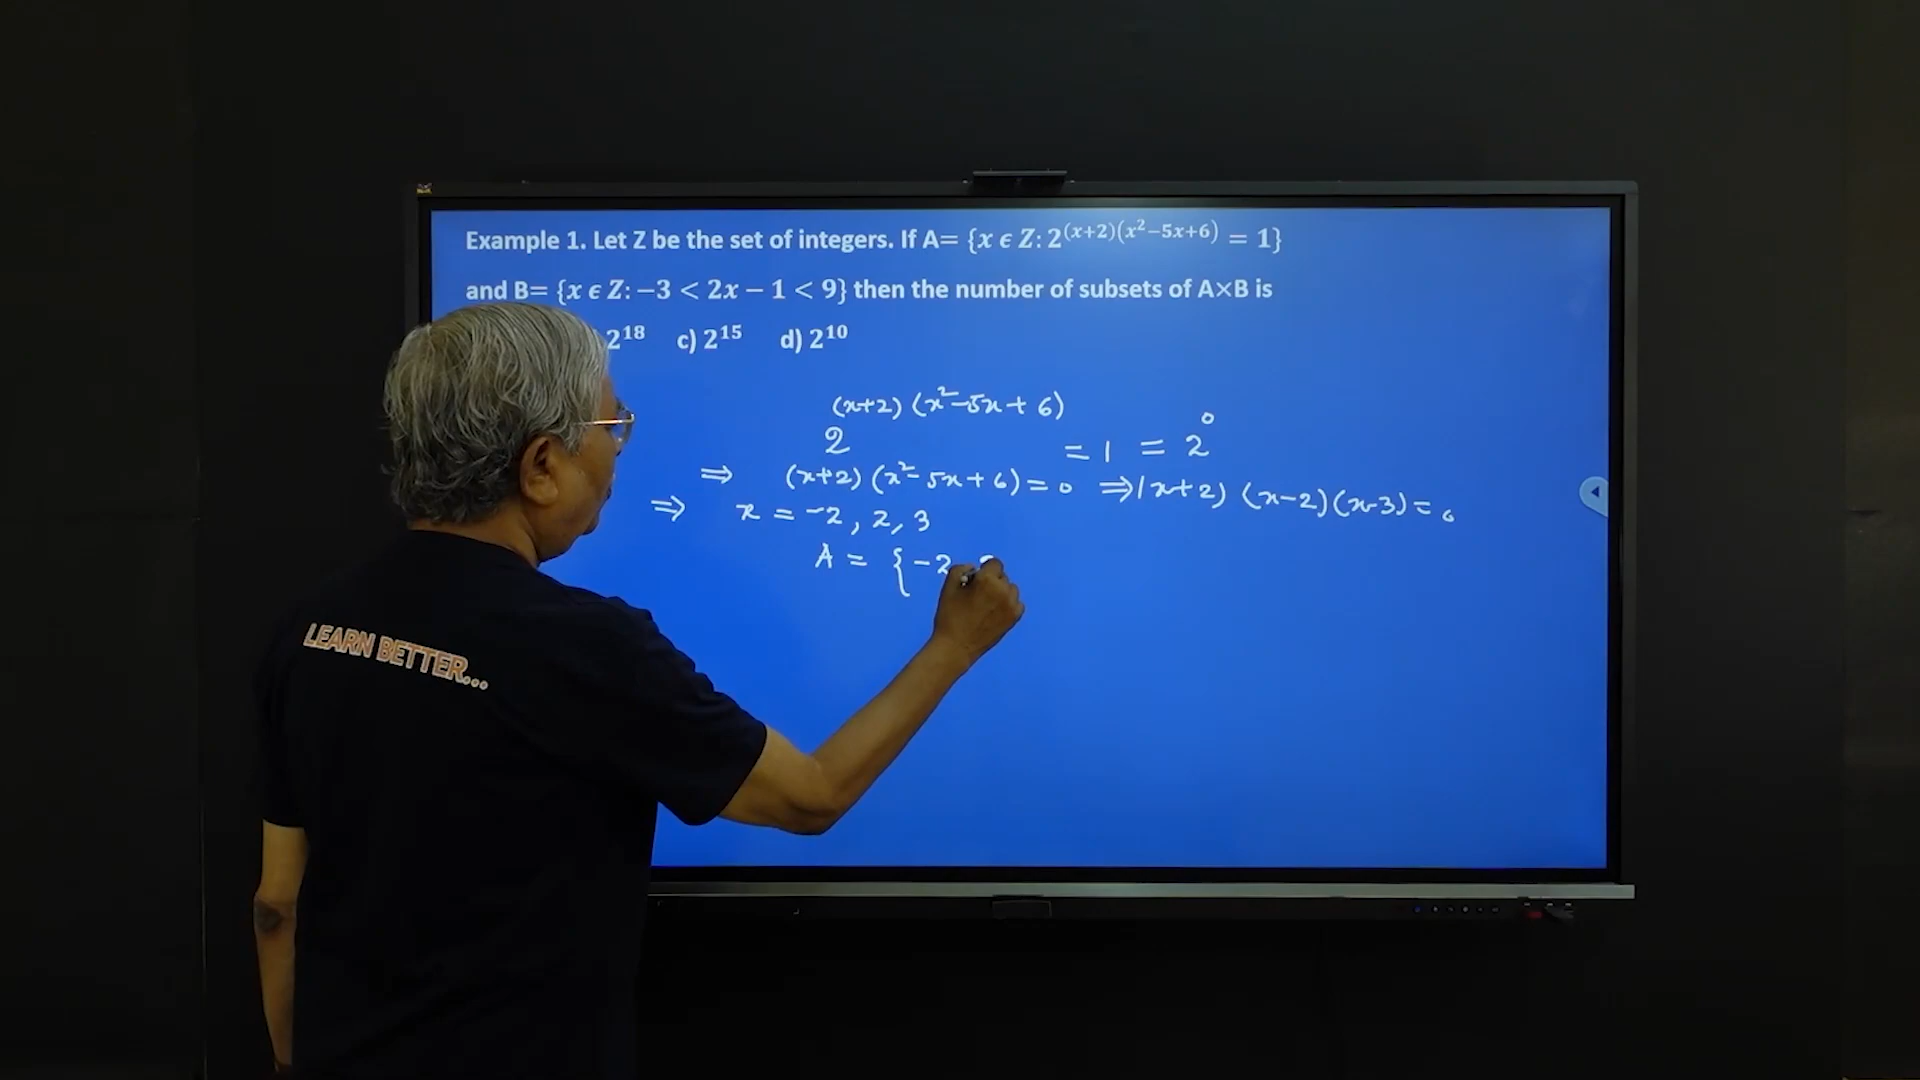 Example 1. Let Z be the set of integers. If A= {x ϵ Z: 2^{(x+2)(x²−5x+6)} = 1}
and B= {x ϵ Z: −3 < 2x − 1 < 9} then the number of subsets of A×B is
2^{18} c) 2^{15} d) 2^{10}
2^{(x+2)(x²−5x+6)} = 1 = 2^0
⇒ (x+2)(x²−5x+6)=0 ⇒(x+2)(x−2)(x−3)=0
⇒ x = −2, 2, 3
A = {−2
LEARN BETTER...